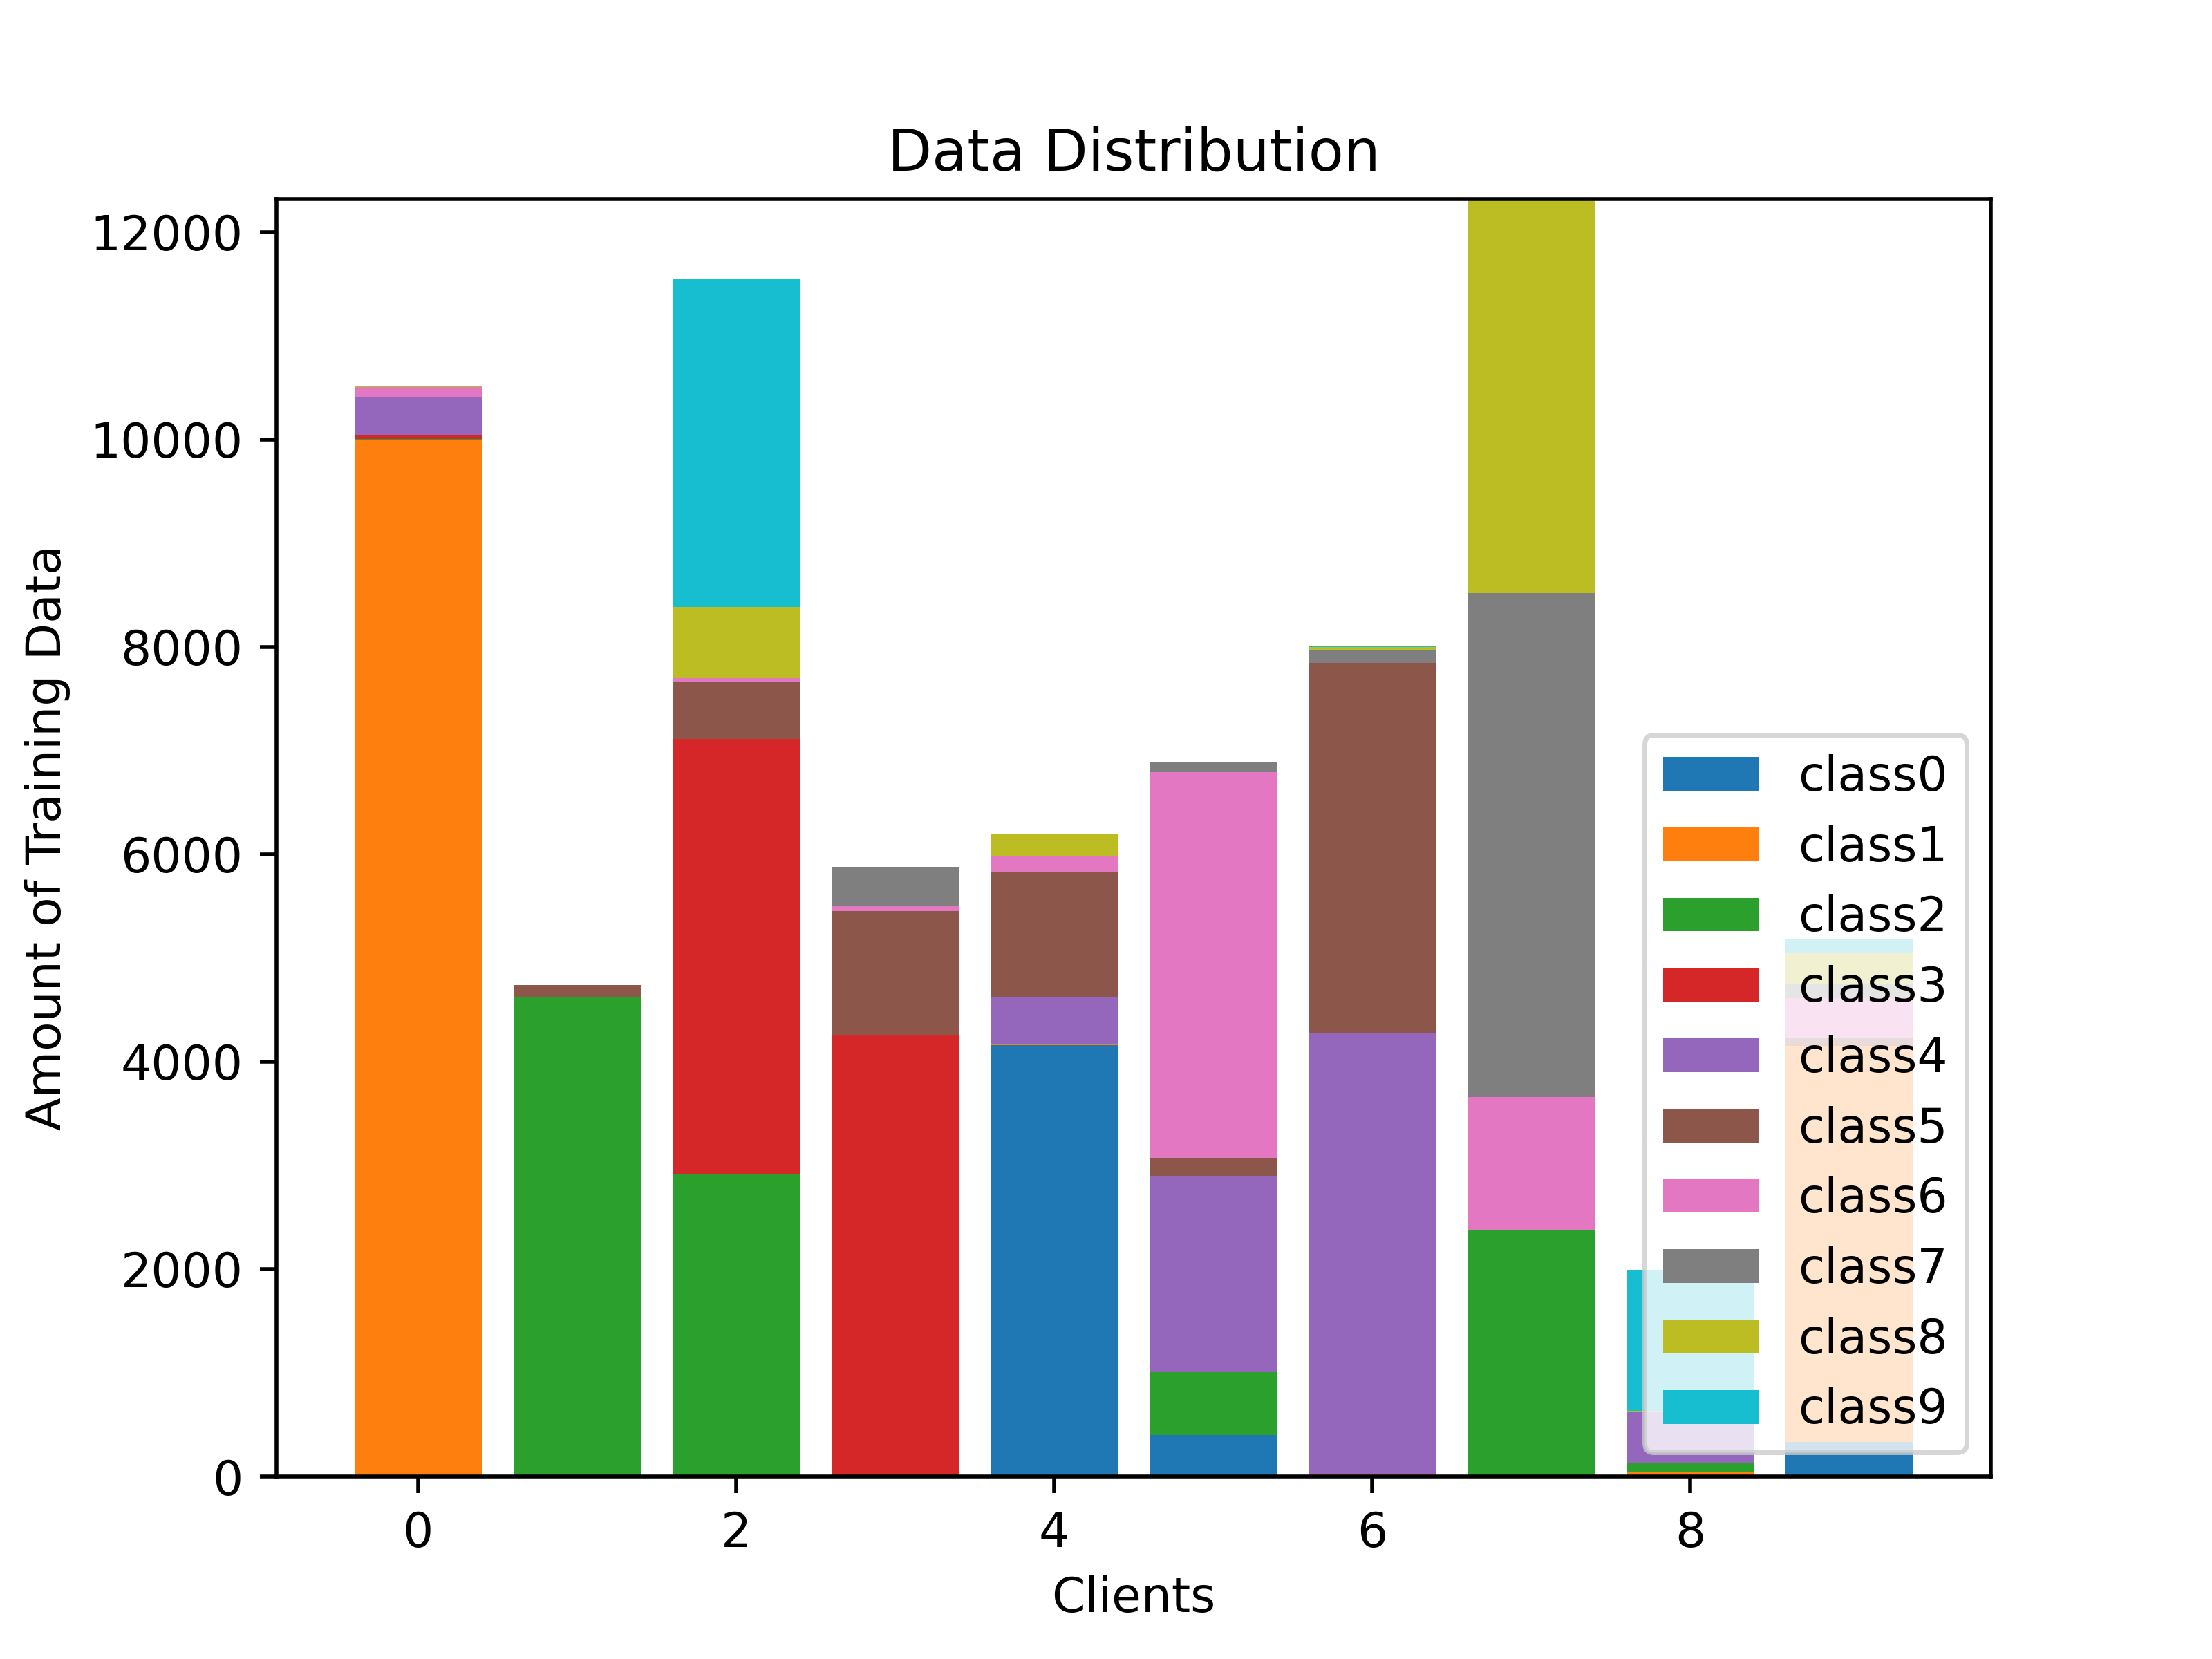 Data Distribution
12000
10000
8000
6000
4000
2000
0
Amount of Training Data
0 2 4 6 8
Clients
class0
class1
class2
class3
class4
class5
class6
class7
class8
class9